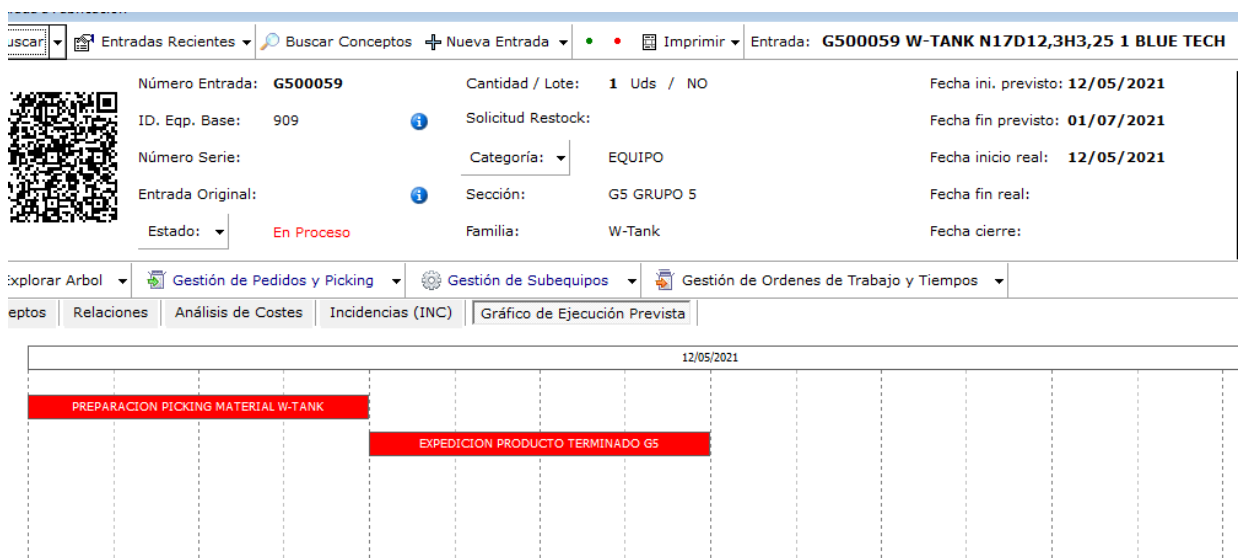 Entradas Recientes Buscar Conceptos Nueva Entrada Imprimir Entrada: G500059 W-TANK N17D12,3H3,25 1 BLUE TECH
Número Entrada: G500059 Cantidad / Lote: 1 Uds / NO Fecha ini. previsto: 12/05/2021
ID. Eqp. Base: 909 Solicitud Restock: Fecha fin previsto: 01/07/2021
Número Serie: Categoría: EQUIPO Fecha inicio real: 12/05/2021
Entrada Original: Sección: G5 GRUPO 5 Fecha fin real:
Estado: En Proceso Familia: W-Tank Fecha cierre:
Explorar Arbol Gestión de Pedidos y Picking Gestión de Subequipos Gestión de Ordenes de Trabajo y Tiempos
eptos Relaciones Análisis de Costes Incidencias (INC) Gráfico de Ejecución Prevista
12/05/2021
PREPARACION PICKING MATERIAL W-TANK
EXPEDICION PRODUCTO TERMINADO G5